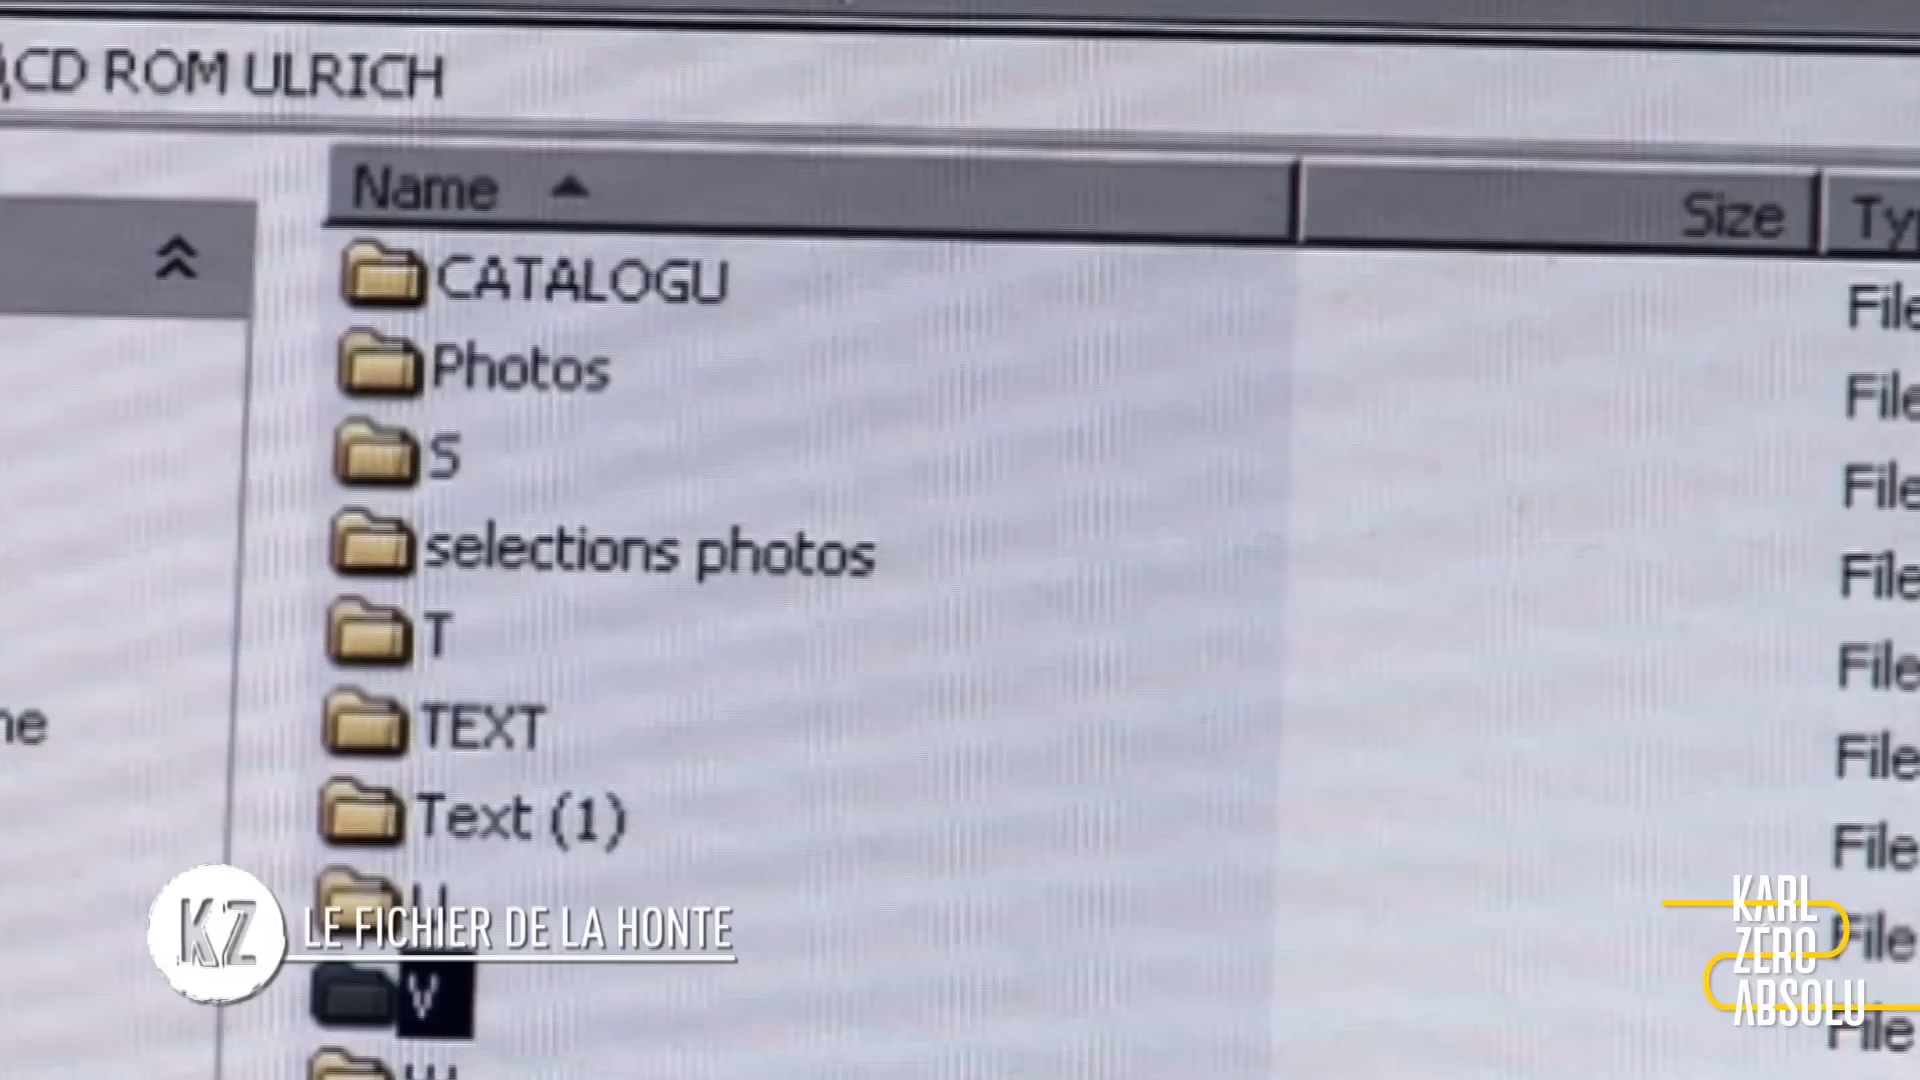 CD ROM ULRICH
Name
Size
CATALOGU
Photos
S
selections photos
T
TEXT
Text (1)
U
V
W
File
File
File
File
File
File
File
File
File
KZ
LE FICHIER DE LA HONTE
KARL
ZÉRO
ABSOLU